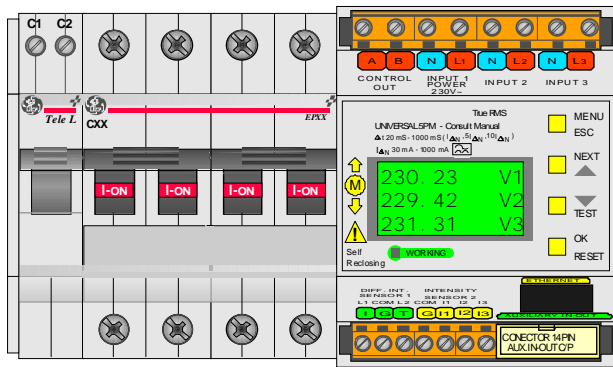 C1 C2
Tele L
CXX
EPXX
I-ON I-ON I-ON I-ON
A B N L1 N L2 N L3
CONTROL OUT
INPUT 1
POWER
230V~
INPUT 2
INPUT 3
True RMS
UNIVERSAL5PM - Consult Manual
Δt 20 mS - 1000 mS ( IΔN ,5IΔN ,10IΔN )
IΔN 30 mA - 1000 mA
230. 23 V1
229. 42 V2
231. 31 V3
M
Self
Reclosing
WORKING
MENU
ESC
NEXT
TEST
OK
RESET
ETHERNET
DIFF. INT.
SENSOR 1
INTENSITY
SENSOR 2
L1 COM L2 COM I1 I2 I3
I G T G I1 I2 I3
AUXILIARY IN-OUT
CONECTOR 14 PIN
AUX.IN-OUT C/P